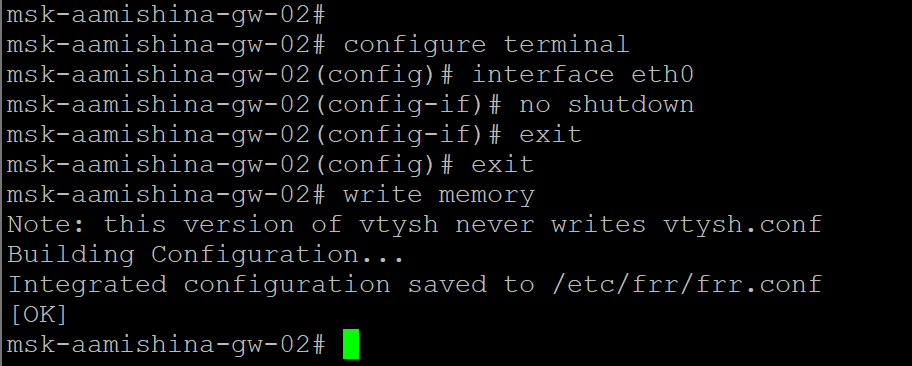 msk-aamishina-gw-02#
msk-aamishina-gw-02# configure terminal
msk-aamishina-gw-02(config)# interface eth0
msk-aamishina-gw-02(config-if)# no shutdown
msk-aamishina-gw-02(config-if)# exit
msk-aamishina-gw-02(config)# exit
msk-aamishina-gw-02# write memory
Note: this version of vtysh never writes vtysh.conf
Building Configuration...
Integrated configuration saved to /etc/frr/frr.conf
[OK]
msk-aamishina-gw-02#